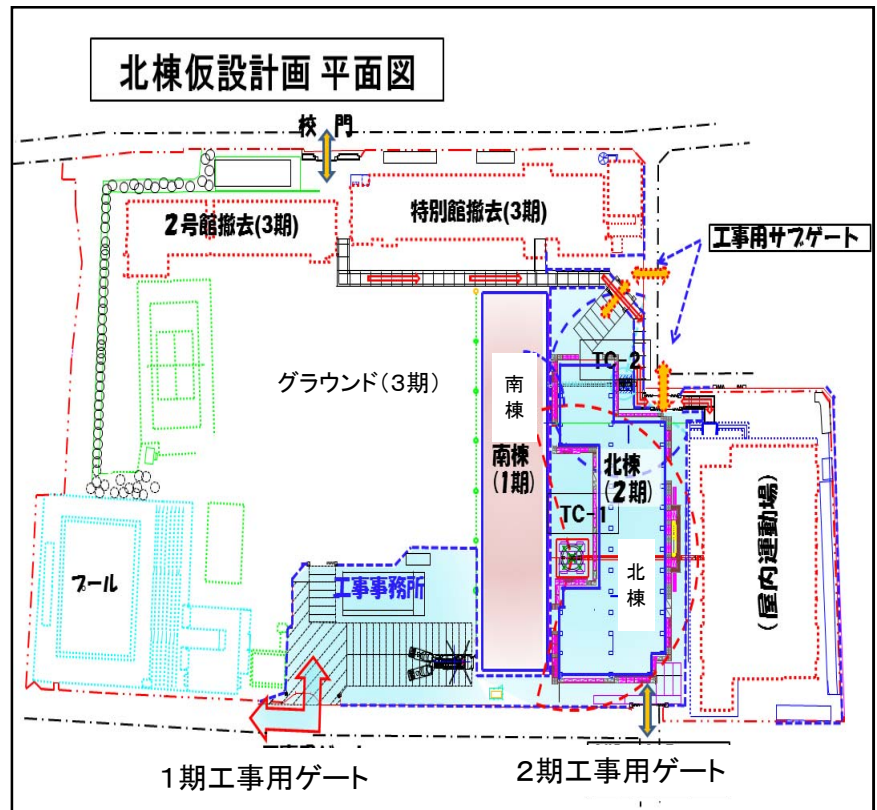 北棟仮設計画 平面図
校門
2号館撤去(3期)
特別館撤去(3期)
工事用サブゲート
TC-2
グラウンド(3期)
南棟
南棟
(1期)
北棟
(2期)
TC-1
北棟
プール
工事事務所
(屋内運動場)
1期工事用ゲート
2期工事用ゲート